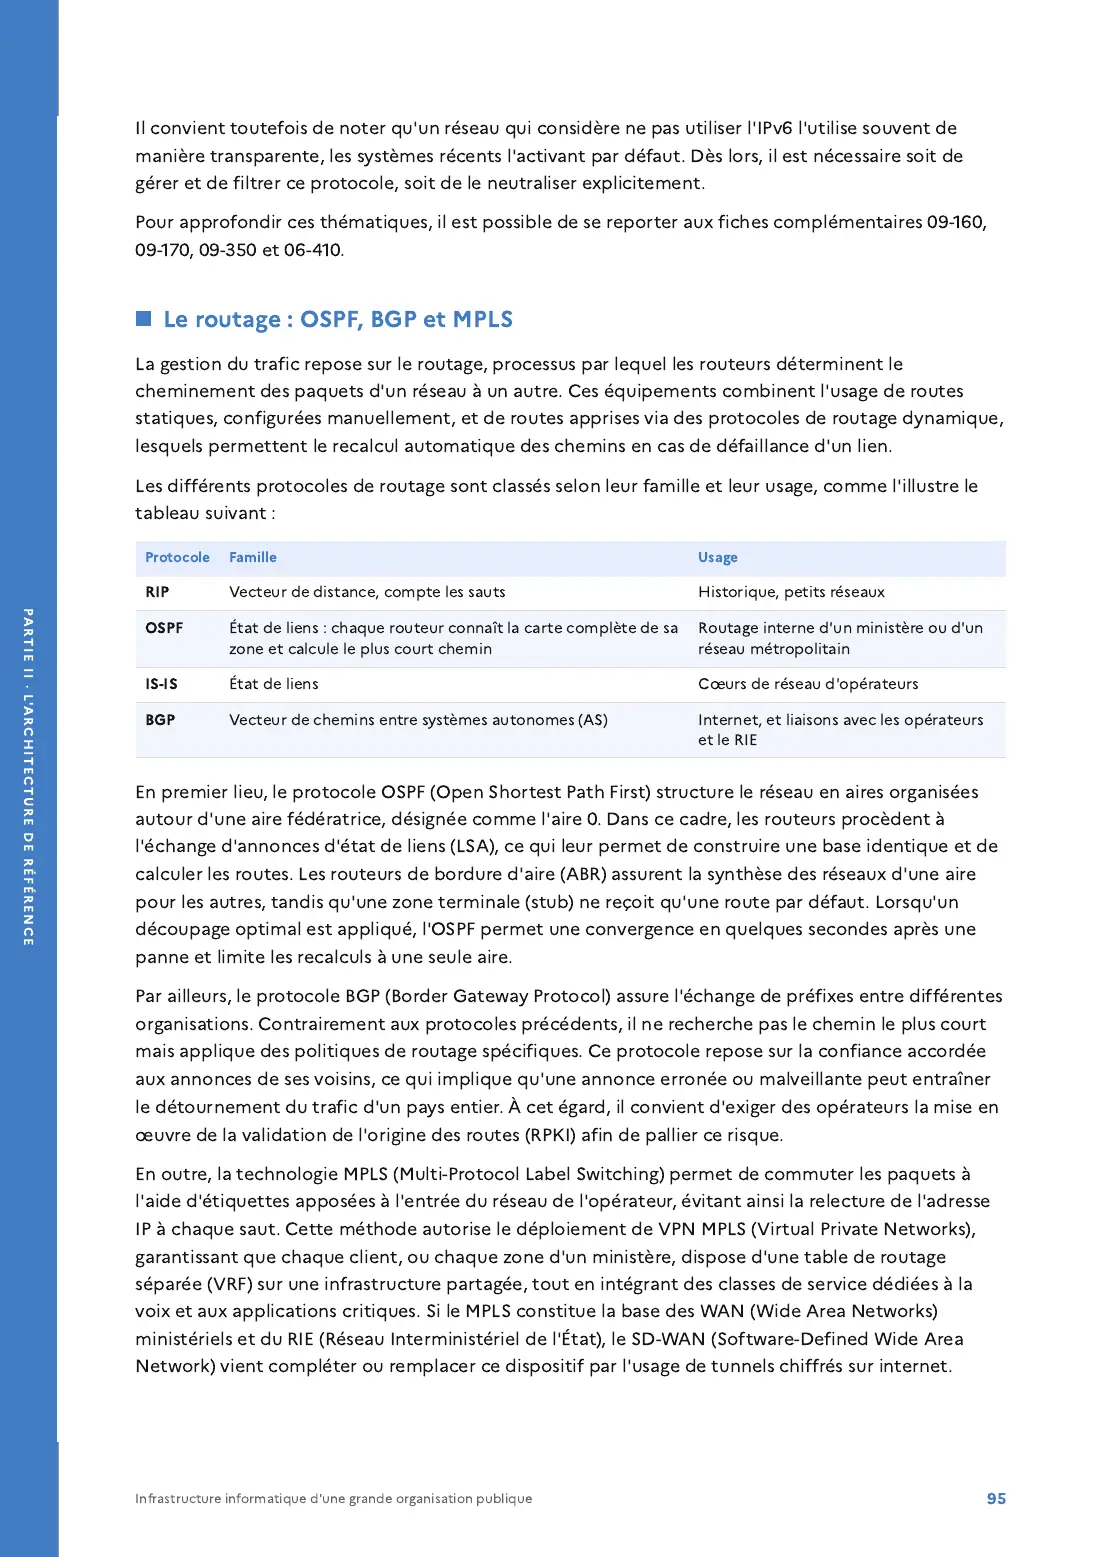 Il convient toutefois de noter qu'un réseau qui considère ne pas utiliser l'IPv6 l'utilise souvent de
manière transparente, les systèmes récents l'activant par défaut. Dès lors, il est nécessaire soit de
gérer et de filtrer ce protocole, soit de le neutraliser explicitement.
Pour approfondir ces thématiques, il est possible de se reporter aux fiches complémentaires 09-160,
09-170, 09-350 et 06-410.
Le routage : OSPF, BGP et MPLS
La gestion du trafic repose sur le routage, processus par lequel les routeurs déterminent le
cheminement des paquets d'un réseau à un autre. Ces équipements combinent l'usage de routes
statiques, configurées manuellement, et de routes apprises via des protocoles de routage dynamique,
lesquels permettent le recalcul automatique des chemins en cas de défaillance d'un lien.
Les différents protocoles de routage sont classés selon leur famille et leur usage, comme l'illustre le
tableau suivant :
Protocole Famille Usage
RIP Vecteur de distance, compte les sauts Historique, petits réseaux
OSPF État de liens : chaque routeur connaît la carte complète de sa Routage interne d'un ministère ou d'un
zone et calcule le plus court chemin réseau métropolitain
IS-IS État de liens Cœurs de réseau d'opérateurs
BGP Vecteur de chemins entre systèmes autonomes (AS) Internet, et liaisons avec les opérateurs
et le RIE
En premier lieu, le protocole OSPF (Open Shortest Path First) structure le réseau en aires organisées
autour d'une aire fédératrice, désignée comme l'aire 0. Dans ce cadre, les routeurs procèdent à
l'échange d'annonces d'état de liens (LSA), ce qui leur permet de construire une base identique et de
calculer les routes. Les routeurs de bordure d'aire (ABR) assurent la synthèse des réseaux d'une aire
pour les autres, tandis qu'une zone terminale (stub) ne reçoit qu'une route par défaut. Lorsqu'un
découpage optimal est appliqué, l'OSPF permet une convergence en quelques secondes après une
panne et limite les recalculs à une seule aire.
Par ailleurs, le protocole BGP (Border Gateway Protocol) assure l'échange de préfixes entre différentes
organisations. Contrairement aux protocoles précédents, il ne recherche pas le chemin le plus court
mais applique des politiques de routage spécifiques. Ce protocole repose sur la confiance accordée
aux annonces de ses voisins, ce qui implique qu'une annonce erronée ou malveillante peut entraîner
le détournement du trafic d'un pays entier. À cet égard, il convient d'exiger des opérateurs la mise en
œuvre de la validation de l'origine des routes (RPKI) afin de pallier ce risque.
En outre, la technologie MPLS (Multi-Protocol Label Switching) permet de commuter les paquets à
l'aide d'étiquettes apposées à l'entrée du réseau de l'opérateur, évitant ainsi la relecture de l'adresse
IP à chaque saut. Cette méthode autorise le déploiement de VPN MPLS (Virtual Private Networks),
garantissant que chaque client, ou chaque zone d'un ministère, dispose d'une table de routage
séparée (VRF) sur une infrastructure partagée, tout en intégrant des classes de service dédiées à la
voix et aux applications critiques. Si le MPLS constitue la base des WAN (Wide Area Networks)
ministériels et du RIE (Réseau Interministériel de l'État), le SD-WAN (Software-Defined Wide Area
Network) vient compléter ou remplacer ce dispositif par l'usage de tunnels chiffrés sur internet.
PARTIE II · L'ARCHITECTURE DE RÉFÉRENCE
Infrastructure informatique d'une grande organisation publique 95